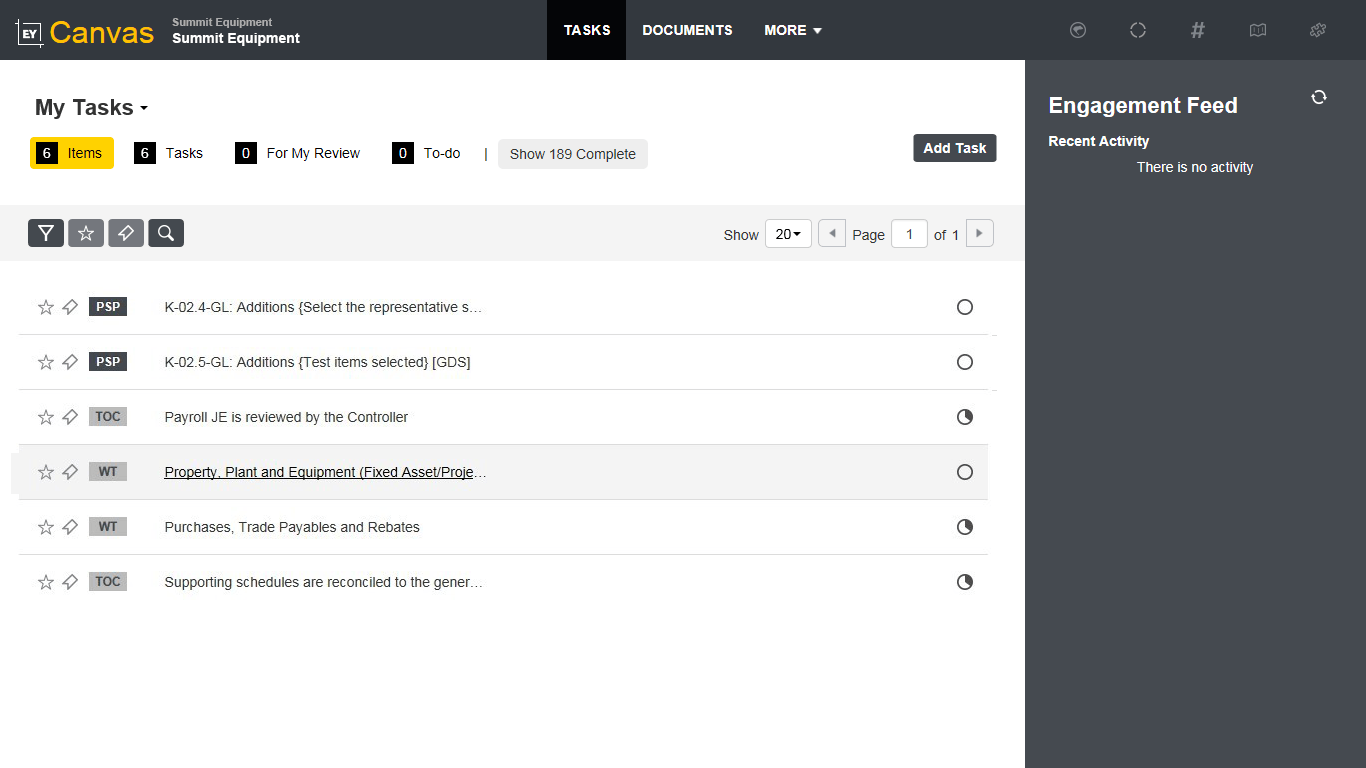 EY Canvas
Summit Equipment
Summit Equipment
TASKS DOCUMENTS MORE
My Tasks
6 Items 6 Tasks 0 For My Review 0 To-do | Show 189 Complete
Add Task
Show 20 Page 1 of 1
PSP K-02.4-GL: Additions {Select the representative s...
PSP K-02.5-GL: Additions {Test items selected} [GDS]
TOC Payroll JE is reviewed by the Controller
WT Property, Plant and Equipment (Fixed Asset/Proje...
WT Purchases, Trade Payables and Rebates
TOC Supporting schedules are reconciled to the gener...
Engagement Feed
Recent Activity
There is no activity